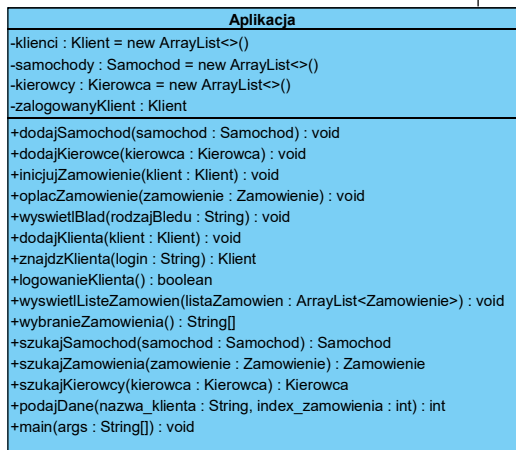 Aplikacja
-klienci : Klient = new ArrayList<>()
-samochody : Samochod = new ArrayList<>()
-kierowcy : Kierowca = new ArrayList<>()
-zalogowanyKlient : Klient
+dodajSamochod(samochod : Samochod) : void
+dodajKierowce(kierowca : Kierowca) : void
+inicjujZamowienie(klient : Klient) : void
+oplacZamowienie(zamowienie : Zamowienie) : void
+wyswietlBlad(rodzajBledu : String) : void
+dodajKlienta(klient : Klient) : void
+znajdzKlienta(login : String) : Klient
+logowanieKlienta() : boolean
+wyswietlListeZamowien(listaZamowien : ArrayList<Zamowienie>) : void
+wybranieZamowienia() : String[]
+szukajSamochod(samochod : Samochod) : Samochod
+szukajZamowienia(zamowienie : Zamowienie) : Zamowienie
+szukajKierowcy(kierowca : Kierowca) : Kierowca
+podajDane(nazwa_klienta : String, index_zamowienia : int) : int
+main(args : String[]) : void